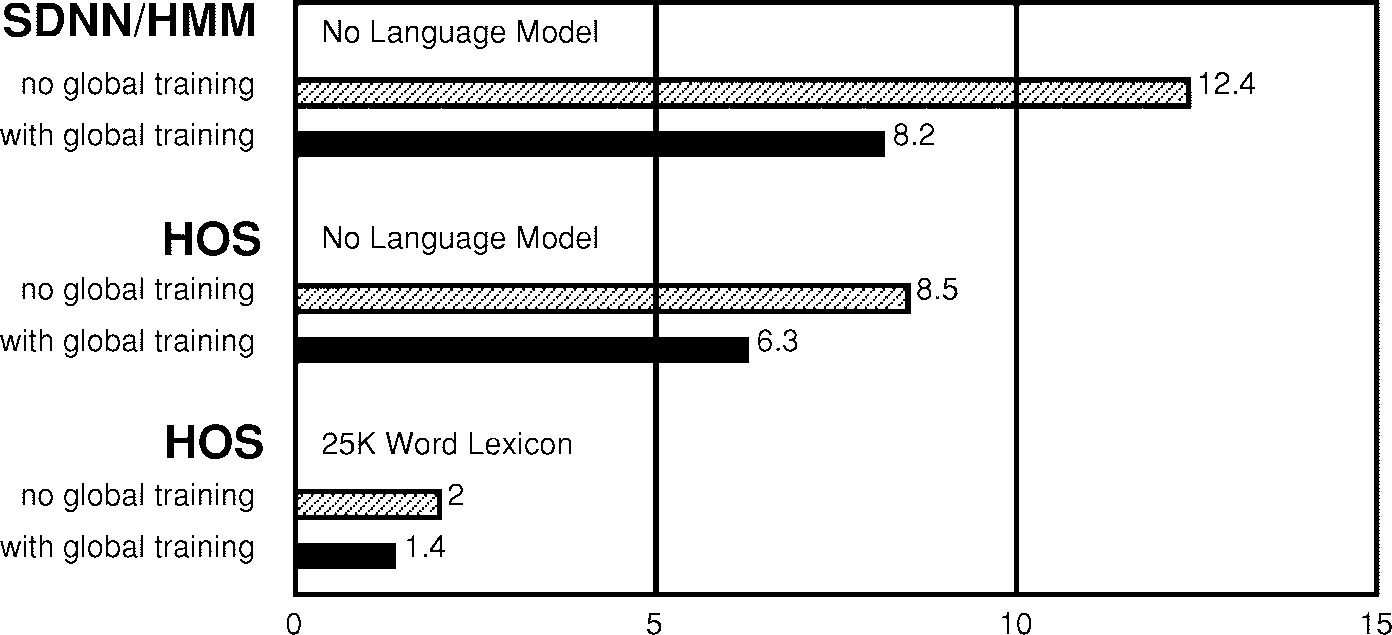 SDNN/HMM No Language Model
no global training 12.4
with global training 8.2
HOS No Language Model
no global training 8.5
with global training 6.3
HOS 25K Word Lexicon
no global training 2
with global training 1.4
0 5 10 15